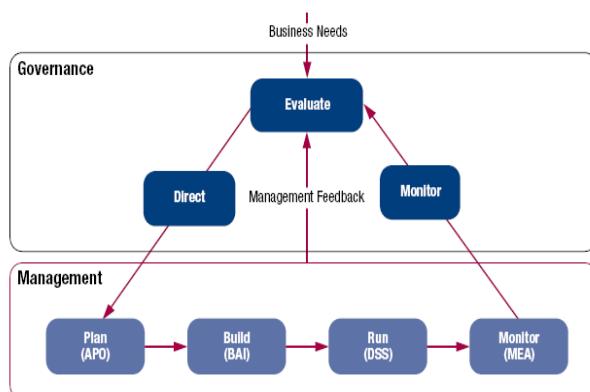 Business Needs
Governance
Evaluate
Direct
Management Feedback
Monitor
Management
Plan
(APO)
Build
(BAI)
Run
(DSS)
Monitor
(MEA)